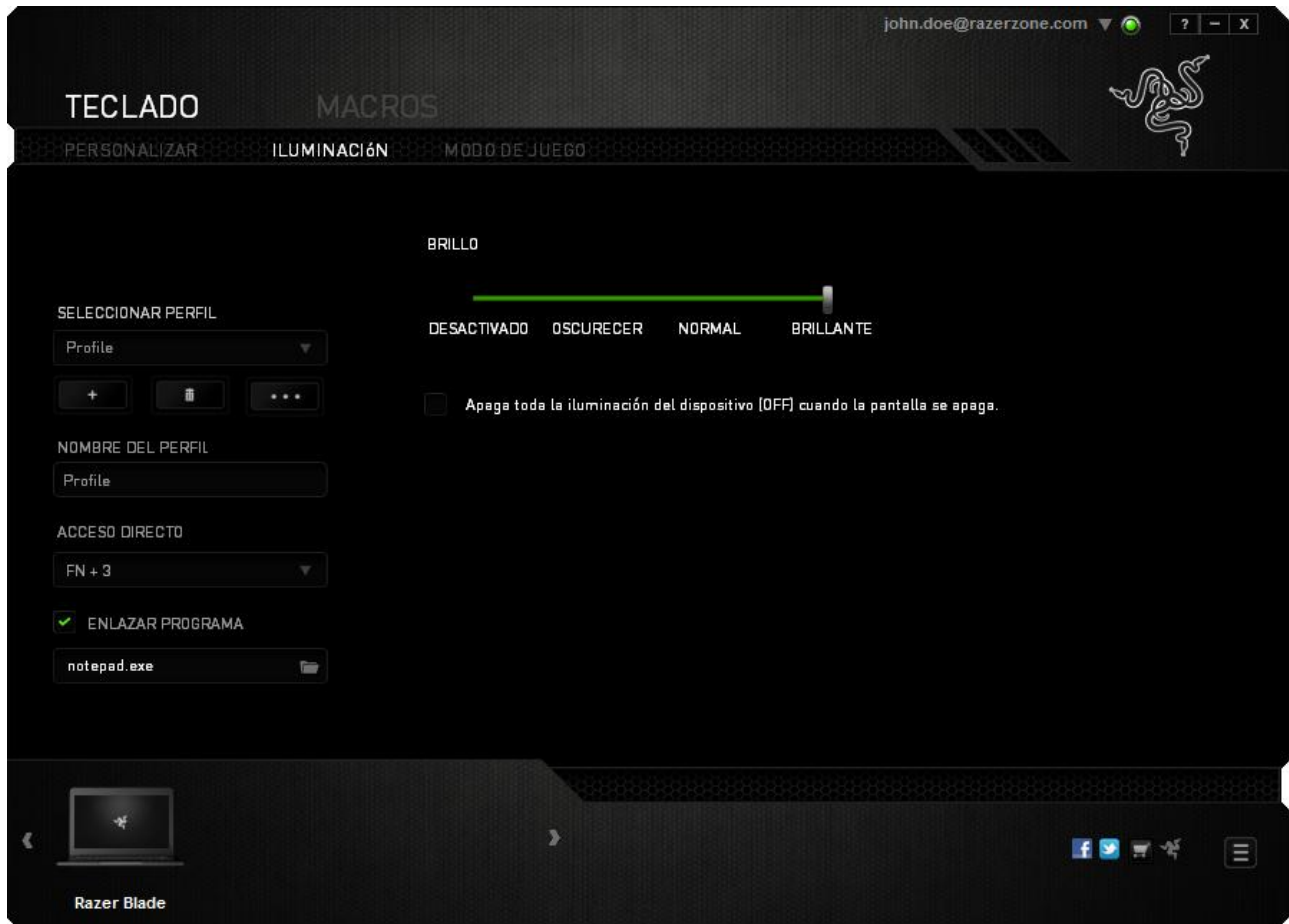 john.doe@razerzone.com
? – X
TECLADO MACROS
PERSONALIZAR ILUMINACIóN MODO DE JUEGO
BRILLO
DESACTIVADO OSCURECER NORMAL BRILLANTE
Apaga toda la iluminación del dispositivo (OFF) cuando la pantalla se apaga.
SELECCIONAR PERFIL
Profile
+ •••
NOMBRE DEL PERFIL
Profile
ACCESO DIRECTO
FN + 3
ENLAZAR PROGRAMA
notepad.exe
Razer Blade